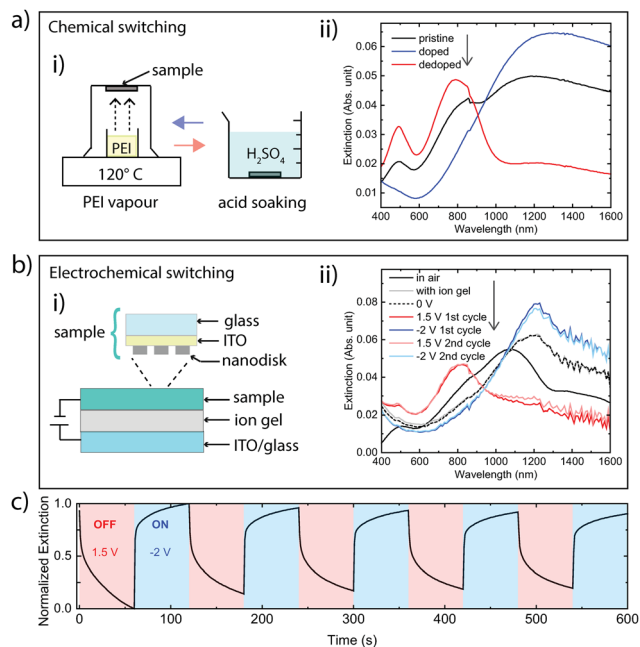 a)
Chemical switching
i)
sample
PEI
120° C
PEI vapour
H₂SO₄
acid soaking
ii)
pristine
doped
dedoped
Extinction (Abs. unit)
0.06
0.05
0.04
0.03
0.02
0.01
400 600 800 1000 1200 1400 1600
Wavelength (nm)
b)
Electrochemical switching
i)
sample
glass
ITO
nanodisk
sample
ion gel
ITO/glass
ii)
in air
with ion gel
0 V
1.5 V 1st cycle
-2 V 1st cycle
1.5 V 2nd cycle
-2 V 2nd cycle
Extinction (Abs. unit)
0.08
0.06
0.04
0.02
0.00
400 600 800 1000 1200 1400 1600
Wavelength (nm)
c)
Normalized Extinction
1.0
0.5
0.0
OFF ON
1.5 V -2 V
0 100 200 300 400 500 600
Time (s)